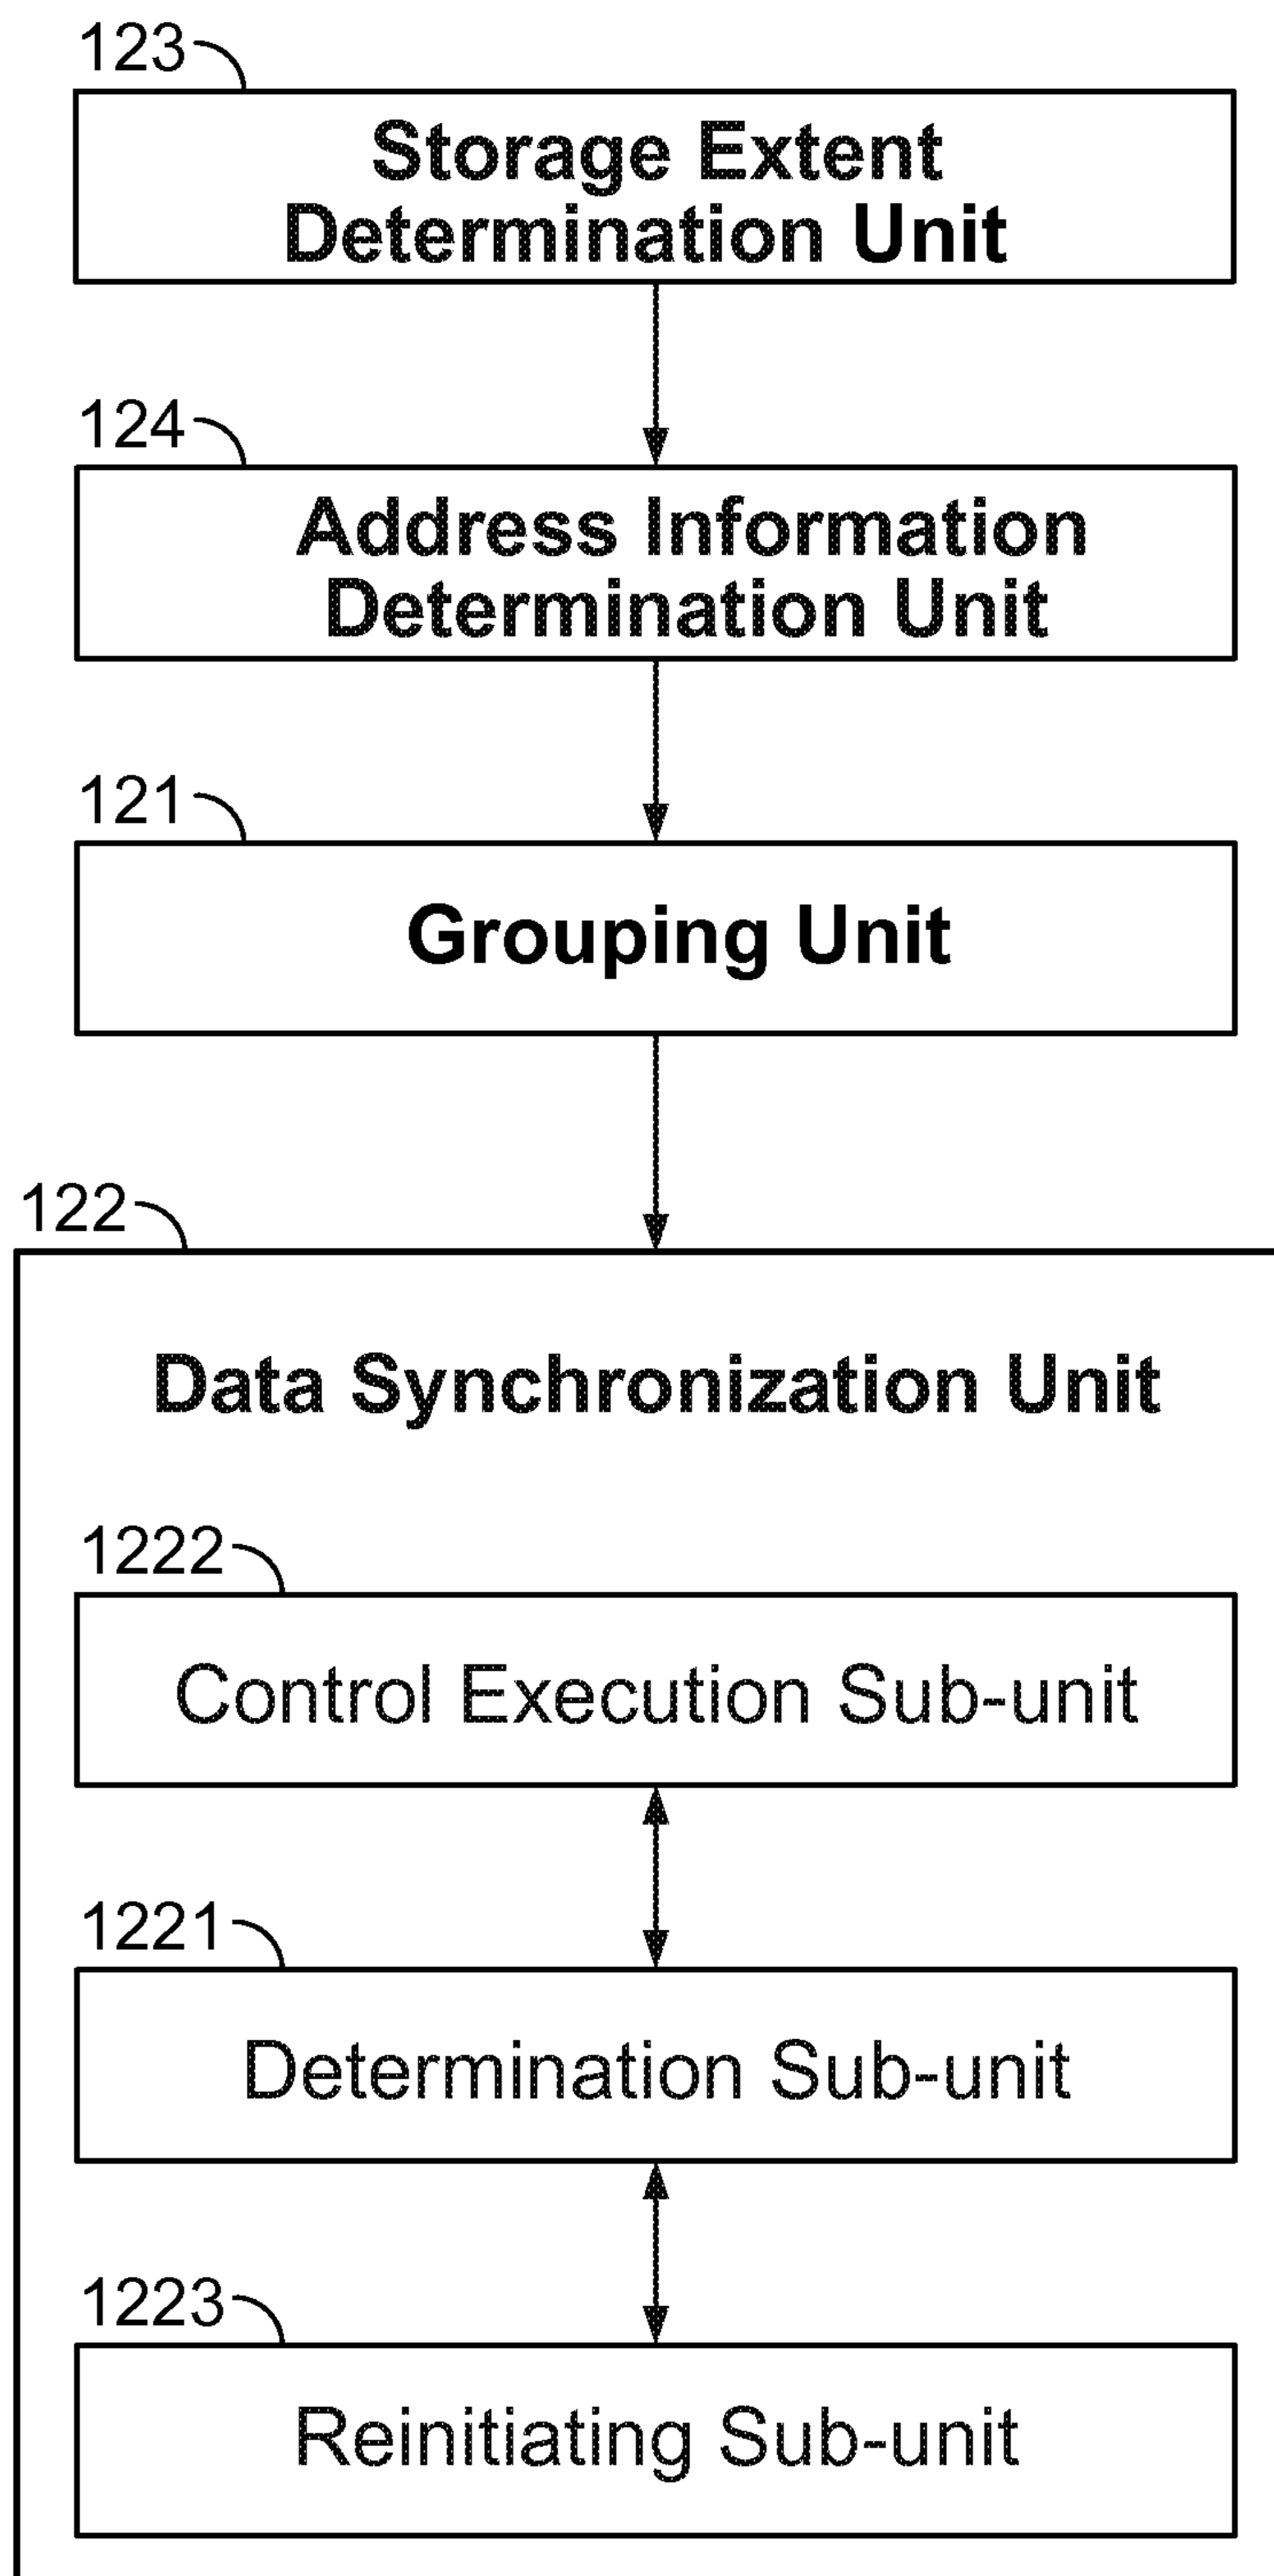 123
Storage Extent
Determination Unit
124
Address Information
Determination Unit
121
Grouping Unit
122
Data Synchronization Unit
1222
Control Execution Sub-unit
1221
Determination Sub-unit
1223
Reinitiating Sub-unit